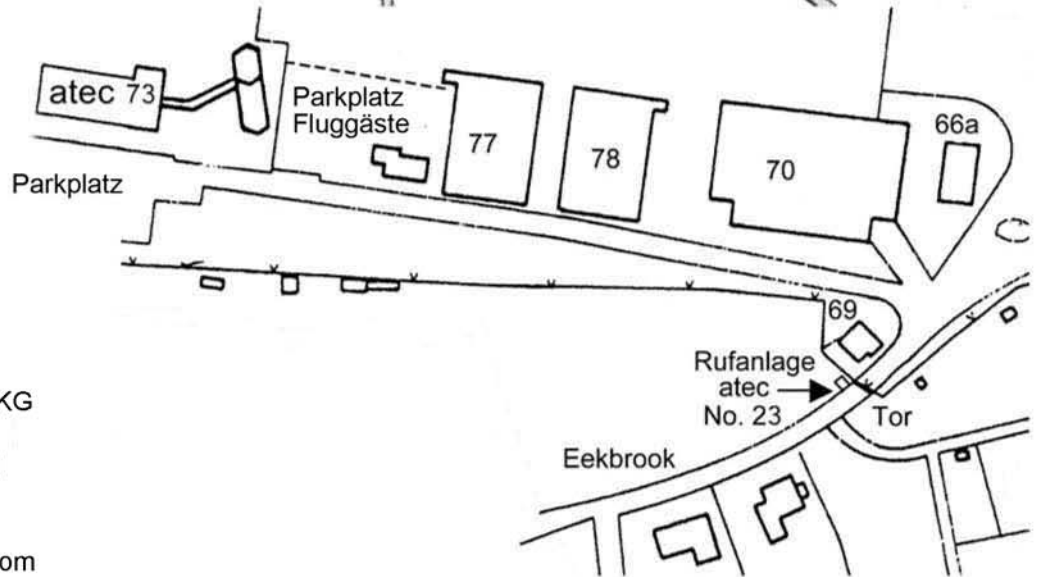 atec 73
Parkplatz
Fluggäste
77
78
70
66a
Parkplatz
69
Rufanlage
atec
No. 23
Tor
Eekbrook
KG
om